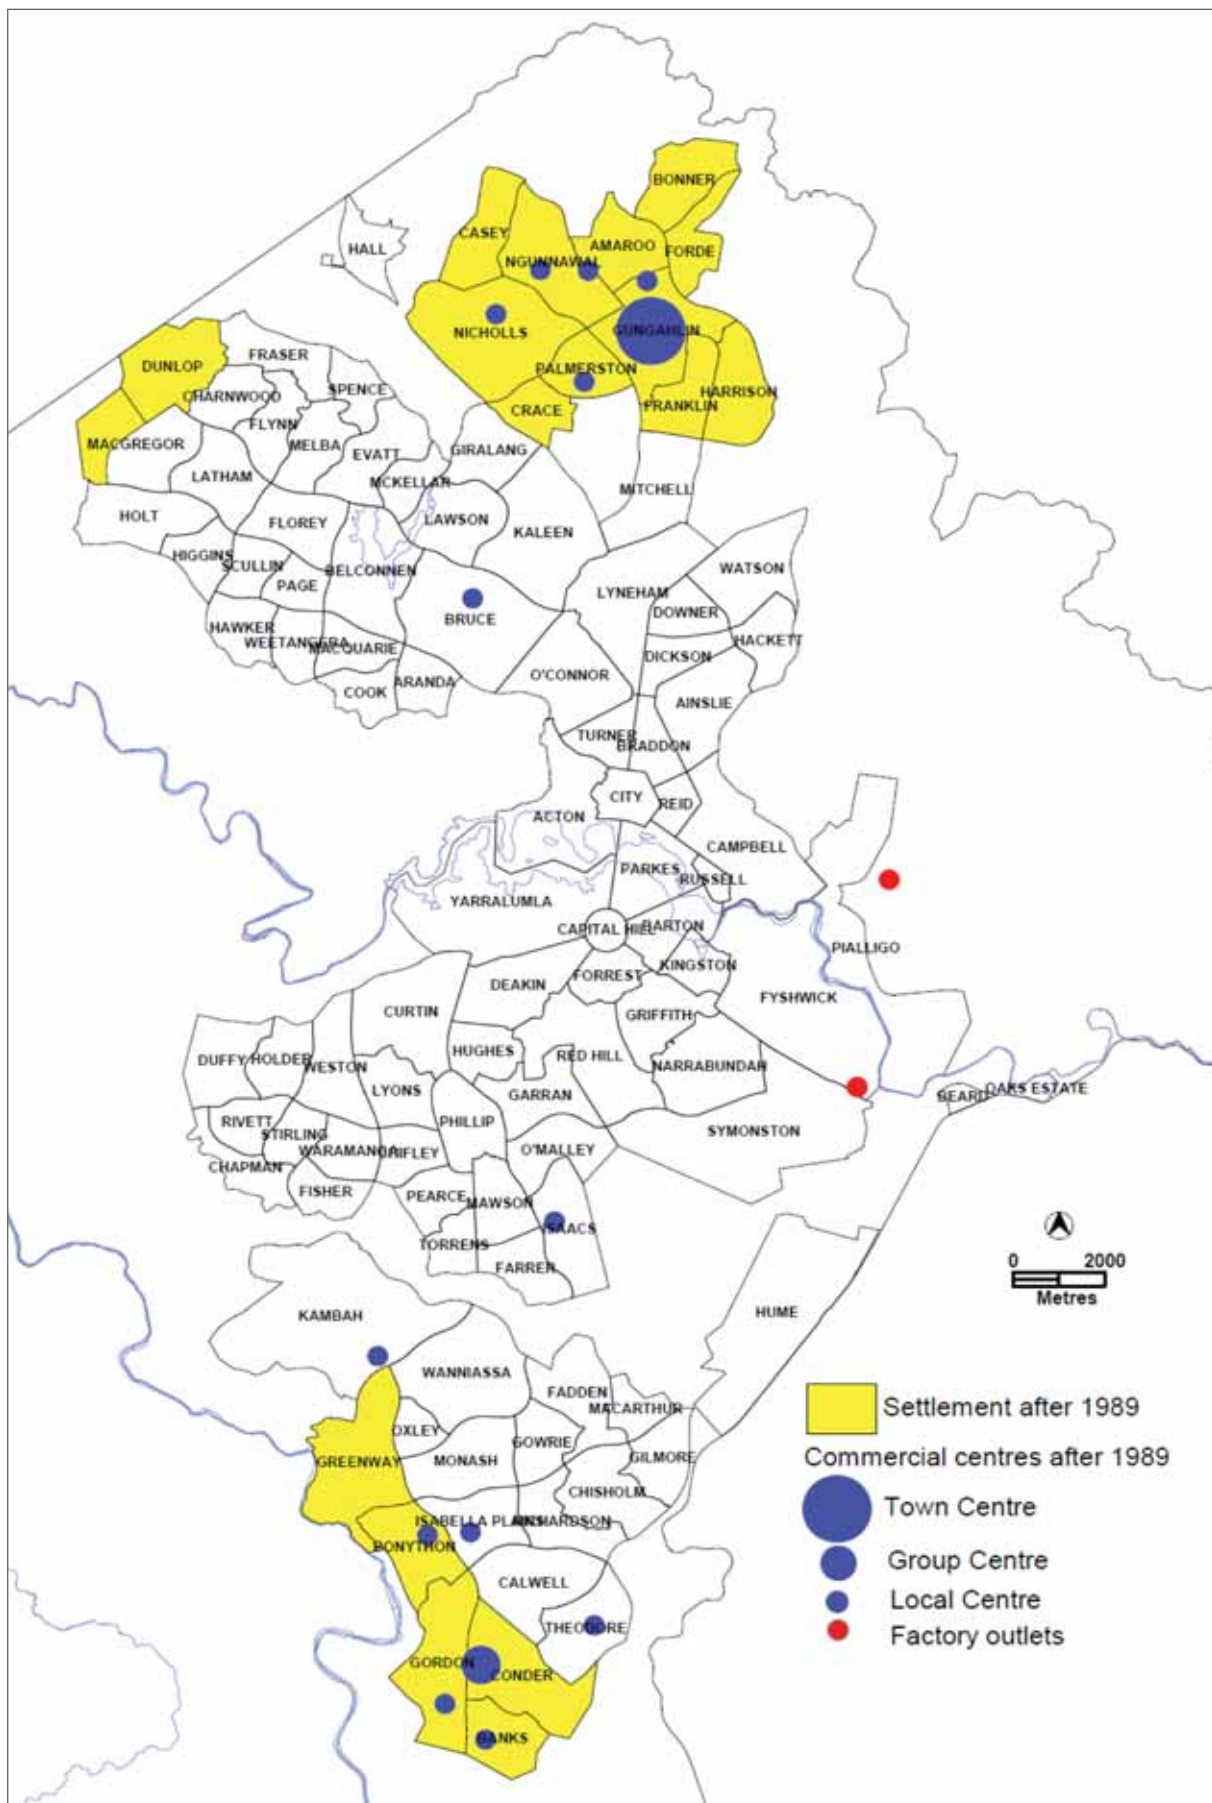 BONNER
CASEY
HALL
AMAROO
FORDE
NGUNNAWAL
NICHOLLS
GUNGAHLIN
FRASER
DUNLOP
PALMERSTON
SPENCE
CHARNWOOD
HARRISON
FRANKLIN
CRACE
FLYNN
MACGREGOR
MELBA
EVATT
GIRALANG
LATHAM
MCKELLAR
MITCHELL
HOLT
FLOREY
LAWSON
KALEEN
HIGGINS
SCULLIN
BELCONNEN
WATSON
PAGE
LYNEHAM
DOWNER
BRUCE
HAWKER
WEETANGERA
MACQUARIE
HACKETT
DICKSON
O'CONNOR
ARANDA
COOK
AINSLIE
TURNER
BRADDON
CITY
REID
ACTON
CAMPBELL
PARKES
RUSSELL
YARRALUMLA
CAPITAL HILL
BARTON
PIALLIGO
KINGSTON
FORREST
DEAKIN
FYSHWICK
CURTIN
GRIFFITH
HUGHES
RED HILL
DUFFY
HOLDER
WESTON
NARRABUNDAH
LYONS
GARRAN
BEARD
OAKS ESTATE
RIVETT
PHILLIP
STIRLING
SYMONSTON
WARAMANGA
CHIFLEY
O'MALLEY
CHAPMAN
FISHER
PEARCE
MAWSON
ISAACS
TORRENS
FARRER
0 2000
Metres
KAMBAH
HUME
WANNIASSA
FADDEN
MACARTHUR
Settlement after 1989
OXLEY
GOWRIE
GREENWAY
MONASH
GILMORE
Commercial centres after 1989
CHISHOLM
Town Centre
ISABELLA PLAINS
RICHARDSON
BONYTHON
Group Centre
CALWELL
Local Centre
THEODORE
Factory outlets
GORDON
CONDER
BANKS